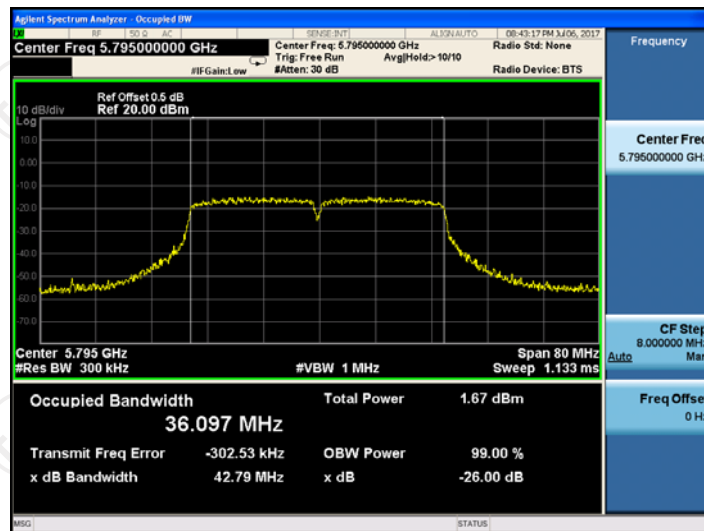 Agilent Spectrum Analyzer - Occupied BW
RF 50 Ω AC SENSE:INT ALIGN AUTO 08:43:17 PM Jul 06, 2017
Center Freq 5.795000000 GHz
Center Freq: 5.795000000 GHz
Radio Std: None
Trig: Free Run Avg|Hold:> 10/10
#IFGain:Low #Atten: 30 dB Radio Device: BTS
Ref Offset 0.5 dB
10 dB/div Ref 20.00 dBm
Log
10.0
0.00
-10.0
-20.0
-30.0
-40.0
-50.0
-60.0
-70.0
Center 5.795 GHz Span 80 MHz
#Res BW 300 kHz #VBW 1 MHz Sweep 1.133 ms
Occupied Bandwidth Total Power 1.67 dBm
36.097 MHz
Transmit Freq Error -302.53 kHz OBW Power 99.00 %
x dB Bandwidth 42.79 MHz x dB -26.00 dB
MSG STATUS
Frequency
Center Freq
5.795000000 GHz
CF Step
8.000000 MHz
Auto Man
Freq Offset
0 Hz